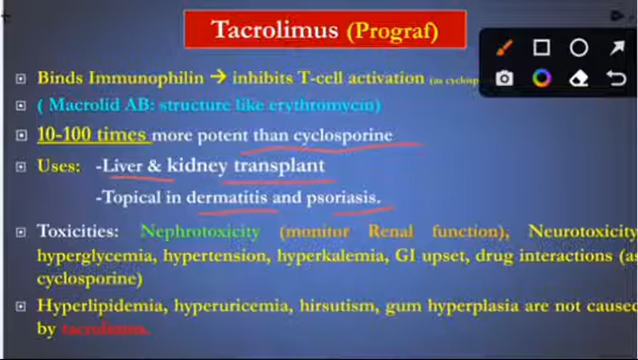 Tacrolimus (Prograf)
Binds Immunophilin → inhibits T-cell activation (as cyclosp
( Macrolid AB: structure like erythromycin)
10-100 times more potent than cyclosporine
Uses: -Liver & kidney transplant
-Topical in dermatitis and psoriasis.
Toxicities: Nephrotoxicity (monitor Renal function), Neurotoxicity
hyperglycemia, hypertension, hyperkalemia, GI upset, drug interactions (as
cyclosporine)
Hyperlipidemia, hyperuricemia, hirsutism, gum hyperplasia are not caused
by tacrolimus.